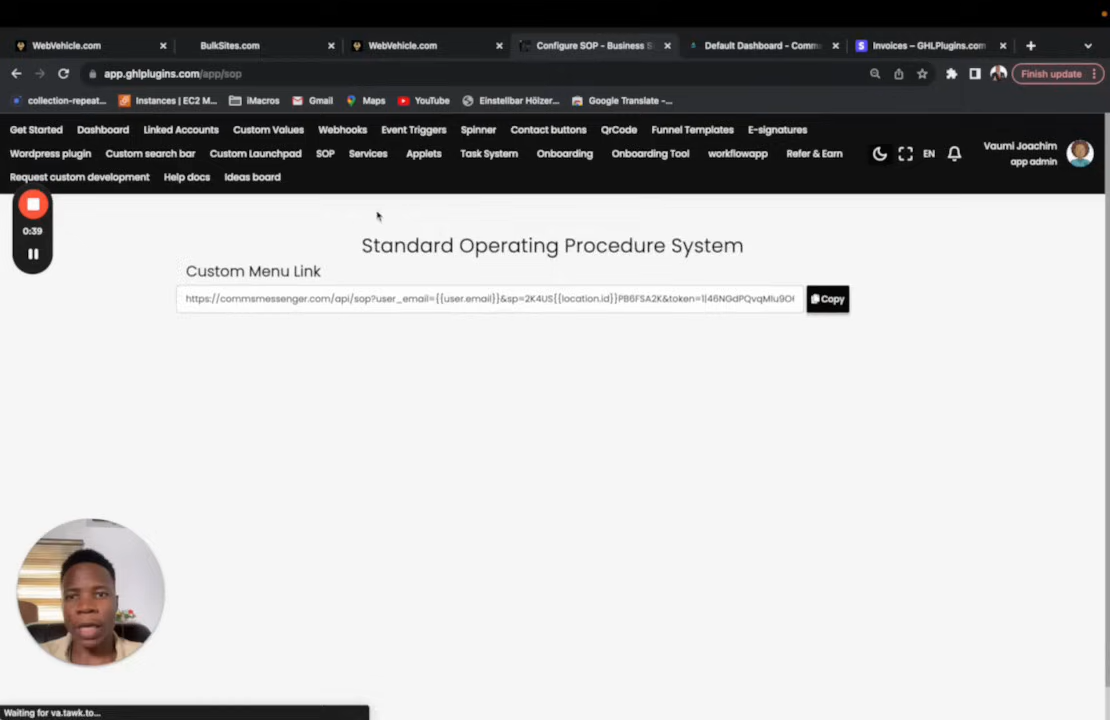 WebVehicle.com
BulkSites.com
WebVehicle.com
Configure SOP - Business S
Default Dashboard - Comm
Invoices – GHLPlugins.com
app.ghlplugins.com/app/sop
Finish update
collection-repeat...
Instances | EC2 M...
iMacros
Gmail
Maps
YouTube
Einstellbar Hölzer...
Google Translate -...
Get Started Dashboard Linked Accounts Custom Values Webhooks Event Triggers Spinner Contact buttons QrCode Funnel Templates E-signatures
Wordpress plugin Custom search bar Custom Launchpad SOP Services Applets Task System Onboarding Onboarding Tool workflowapp Refer & Earn
Request custom development Help docs Ideas board
EN
Vaumi Joachim
app admin
0:39
Standard Operating Procedure System
Custom Menu Link
https://commsmessenger.com/api/sop?user_email={{user.email}}&sp=2K4US{{location.id}}PB6FSA2K&token=1|46NGdPQvqMlu9O
Copy
Waiting for va.tawk.to...